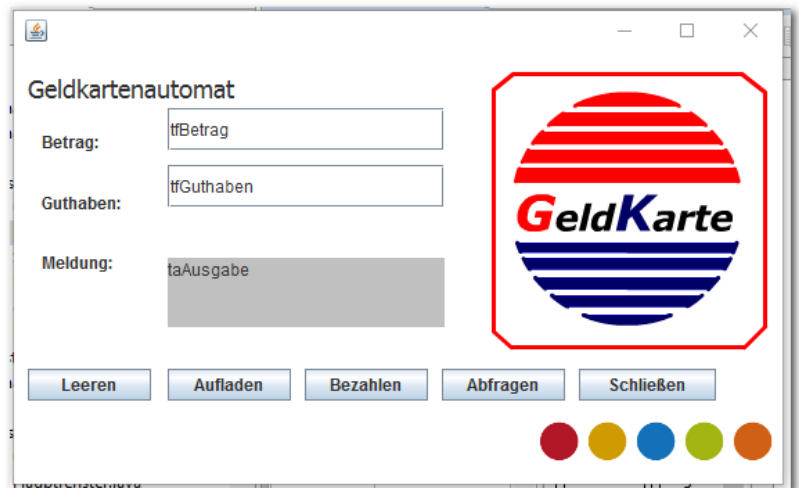 Geldkartenautomat
Betrag:
tfBetrag
Guthaben:
tfGuthaben
Meldung:
taAusgabe
GeldKarte
Leeren
Aufladen
Bezahlen
Abfragen
Schließen